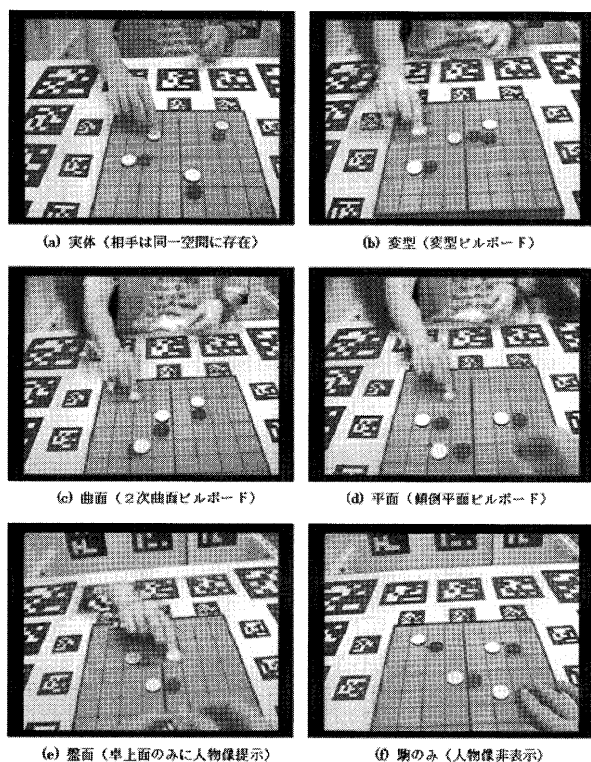 (a) 実体（相手は同一空間に存在）
(b) 変型（変型ビルボード）
(c) 曲面（２次曲面ビルボード）
(d) 平面（傾倒平面ビルボード）
(e) 盤面（卓上面のみに人物像提示）
(f) 駒のみ（人物像非表示）